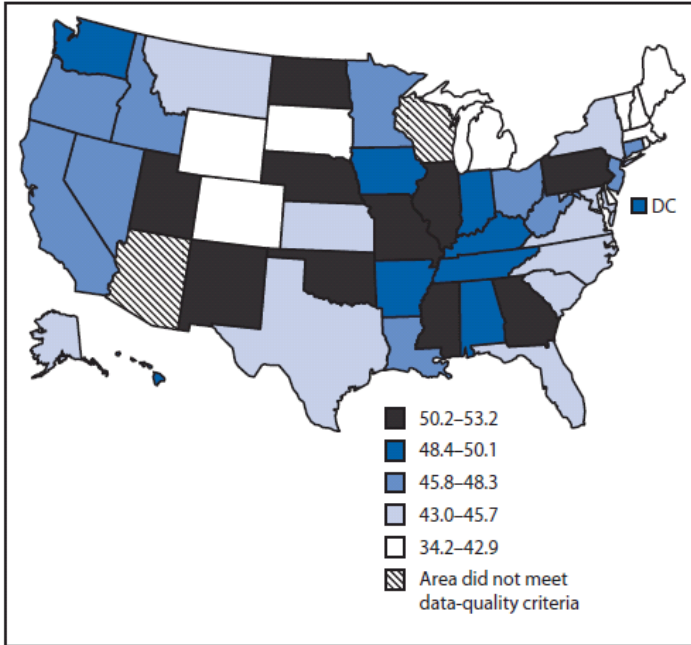 DC
50.2–53.2
48.4–50.1
45.8–48.3
43.0–45.7
34.2–42.9
Area did not meet
data-quality criteria